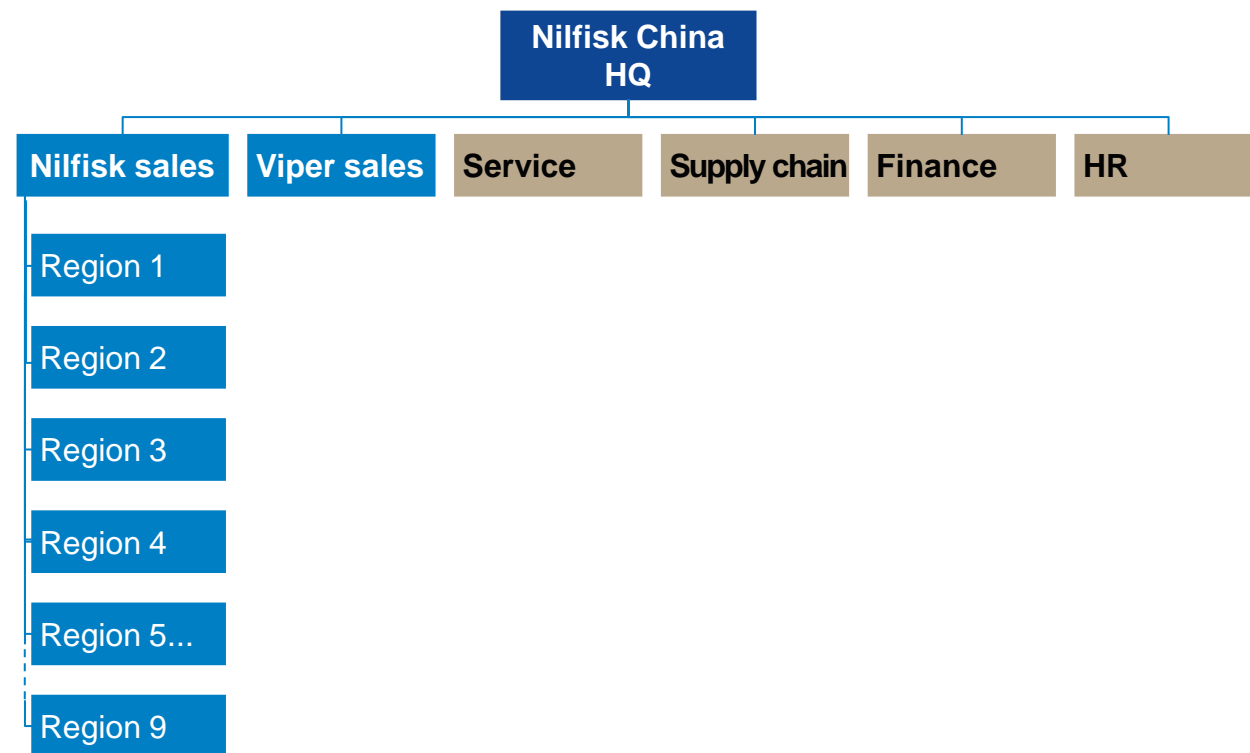 Nilfisk China
HQ
Nilfisk sales
Viper sales
Service
Supply chain
Finance
HR
Region 1
Region 2
Region 3
Region 4
Region 5...
Region 9